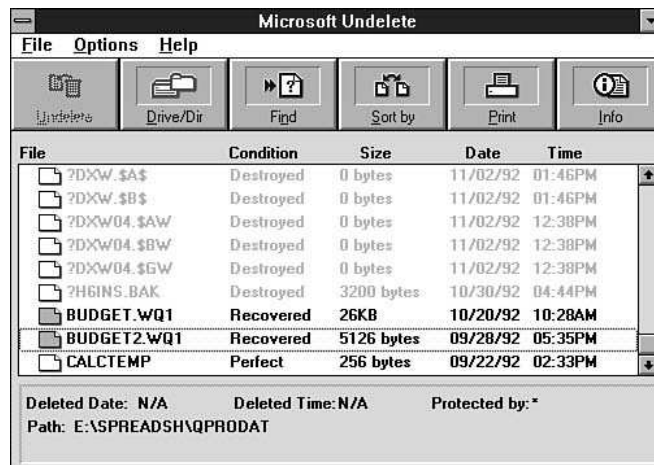 Microsoft Undelete
File Options Help
Undelete Drive/Dir Find Sort by Print Info
File Condition Size Date Time
?DXW.$A$ Destroyed 0 bytes 11/02/92 01:46PM
?DXW.$B$ Destroyed 0 bytes 11/02/92 01:46PM
?DXW04.$AW Destroyed 0 bytes 11/02/92 12:38PM
?DXW04.$BW Destroyed 0 bytes 11/02/92 12:38PM
?DXW04.$GW Destroyed 0 bytes 11/02/92 12:38PM
?H6INS.BAK Destroyed 3200 bytes 10/30/92 04:44PM
BUDGET.WQ1 Recovered 26KB 10/20/92 10:28AM
BUDGET2.WQ1 Recovered 5126 bytes 09/28/92 05:35PM
CALCTEMP Perfect 256 bytes 09/22/92 02:33PM
Deleted Date: N/A Deleted Time: N/A Protected by:*
Path: E:\SPREADSH\QPRODAT